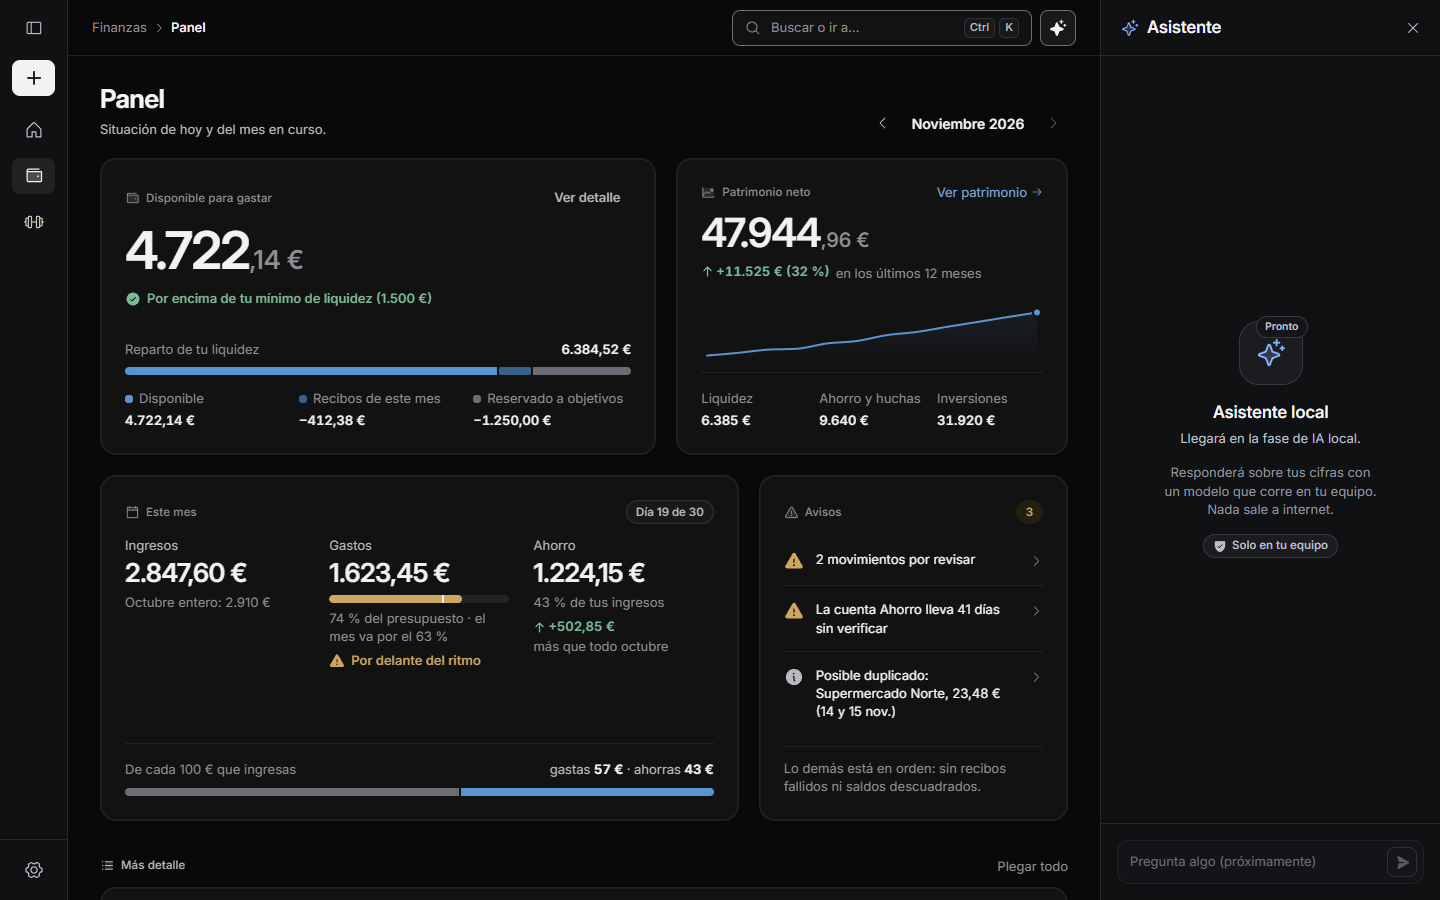 Finanzas > Panel
Buscar o ir a... Ctrl K
Asistente
Panel
Situación de hoy y del mes en curso.
Noviembre 2026
Disponible para gastar
Ver detalle
4.722,14 €
Por encima de tu mínimo de liquidez (1.500 €)
Reparto de tu liquidez
6.384,52 €
Disponible
4.722,14 €
Recibos de este mes
−412,38 €
Reservado a objetivos
−1.250,00 €
Patrimonio neto
Ver patrimonio →
47.944,96 €
↑ +11.525 € (32 %) en los últimos 12 meses
Liquidez
6.385 €
Ahorro y huchas
9.640 €
Inversiones
31.920 €
Este mes
Día 19 de 30
Ingresos
2.847,60 €
Octubre entero: 2.910 €
Gastos
1.623,45 €
74 % del presupuesto · el
mes va por el 63 %
Por delante del ritmo
Ahorro
1.224,15 €
43 % de tus ingresos
↑ +502,85 €
más que todo octubre
De cada 100 € que ingresas
gastas 57 € · ahorras 43 €
Avisos
3
2 movimientos por revisar
La cuenta Ahorro lleva 41 días
sin verificar
Posible duplicado:
Supermercado Norte, 23,48 €
(14 y 15 nov.)
Lo demás está en orden: sin recibos
fallidos ni saldos descuadrados.
Más detalle
Plegar todo
Pronto
Asistente local
Llegará en la fase de IA local.
Responderá sobre tus cifras con
un modelo que corre en tu equipo.
Nada sale a internet.
Solo en tu equipo
Pregunta algo (próximamente)